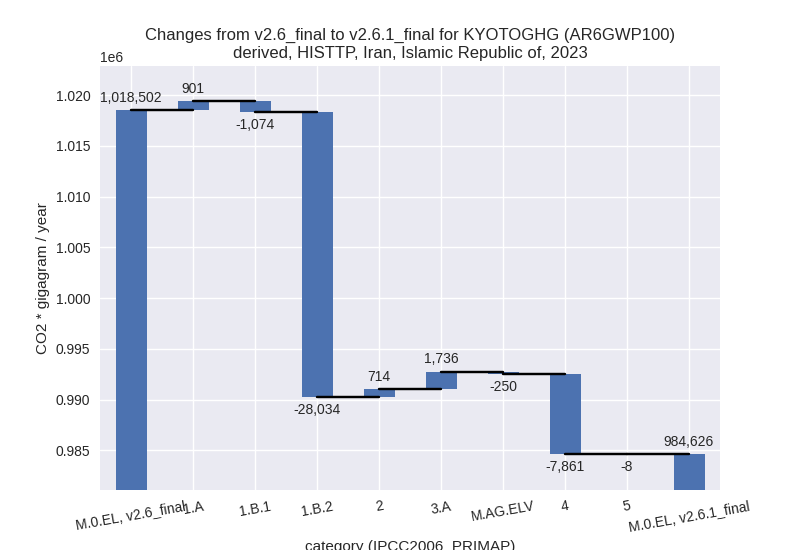 Changes from v2.6_final to v2.6.1_final for KYOTOGHG (AR6GWP100)
derived, HISTTP, Iran, Islamic Republic of, 2023
1e6
1.020
1.015
1.010
1.005
1.000
0.995
0.990
0.985
CO2 * gigagram / year
1,018,502
901
-1,074
-28,034
714
1,736
-250
-7,861
-8
984,626
M.0.EL, v2.6_final
1.A
1.B.1
1.B.2
2
3.A
M.AG.ELV
4
5
M.0.EL, v2.6.1_final
category (IPCC2006_PRIMAP)